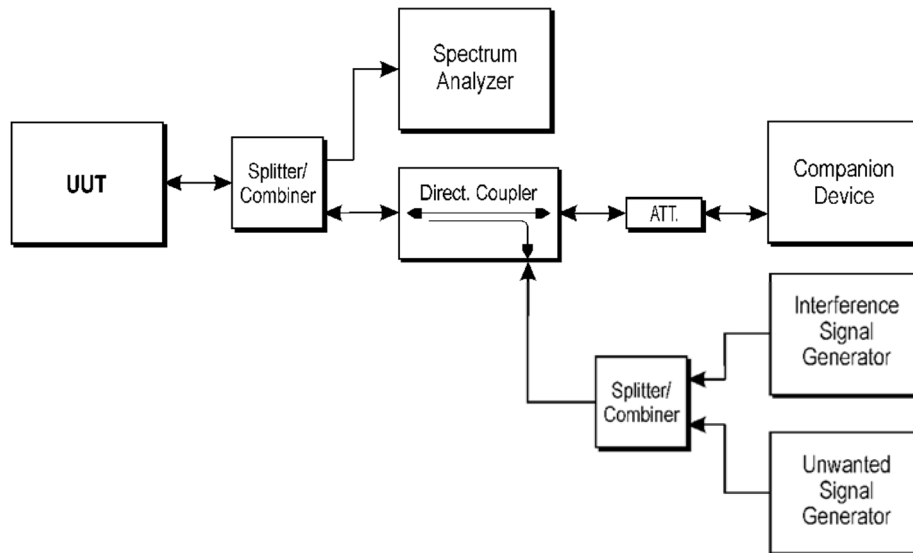 Spectrum
Analyzer
UUT
Splitter/
Combiner
Direct. Coupler
ATT.
Companion
Device
Interference
Signal
Generator
Splitter/
Combiner
Unwanted
Signal
Generator